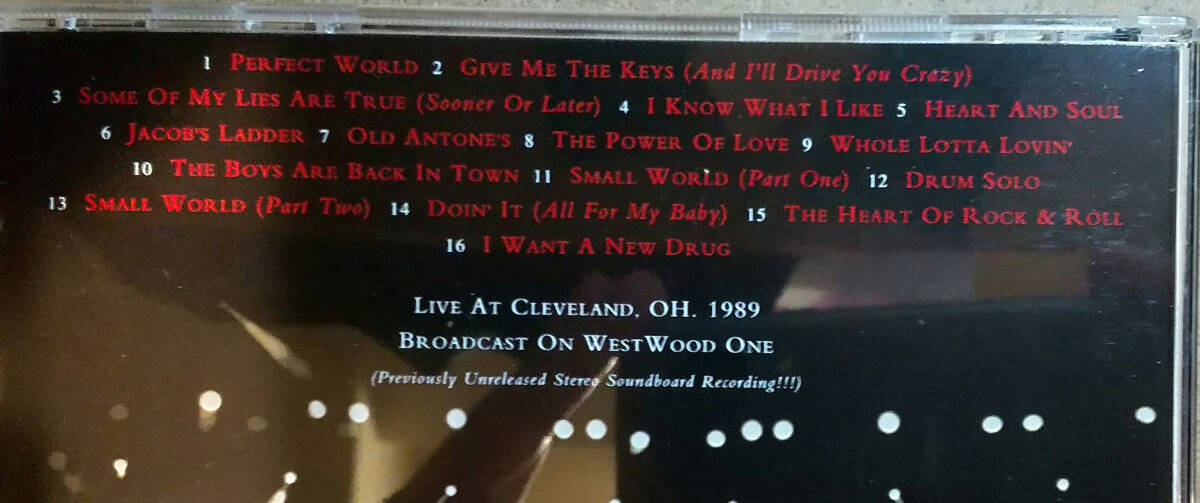 1 PERFECT WORLD 2 GIVE ME THE KEYS (And I'll Drive You Crazy)
3 SOME OF MY LIES ARE TRUE (Sooner Or Later) 4 I KNOW WHAT I LIKE 5 HEART AND SOUL
6 JACOB'S LADDER 7 OLD ANTONE'S 8 THE POWER OF LOVE 9 WHOLE LOTTA LOVIN'
10 THE BOYS ARE BACK IN TOWN 11 SMALL WORLD (Part One) 12 DRUM SOLO
13 SMALL WORLD (Part Two) 14 DOIN' IT (All For My Baby) 15 THE HEART OF ROCK & ROLL
16 I WANT A NEW DRUG
LIVE AT CLEVELAND, OH. 1989
BROADCAST ON WESTWOOD ONE
(Previously Unreleased Stereo Soundboard Recording!!!)